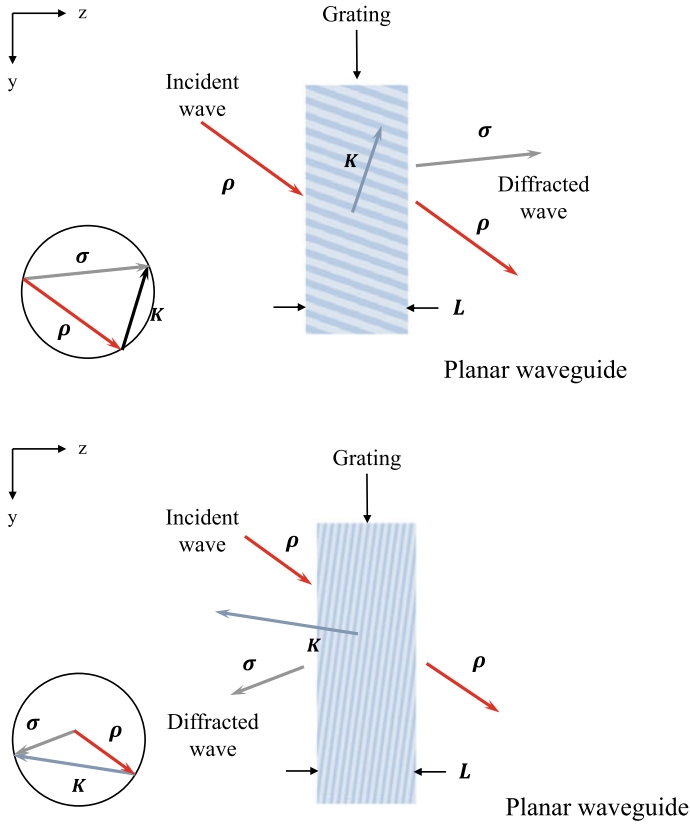 z
Grating
y
Incident
wave
σ
K
ρ
Diffracted
wave
ρ
σ
ρ
K
L
Planar waveguide
z
Grating
y
Incident
wave
ρ
K
σ
ρ
Diffracted
wave
σ
ρ
K
L
Planar waveguide